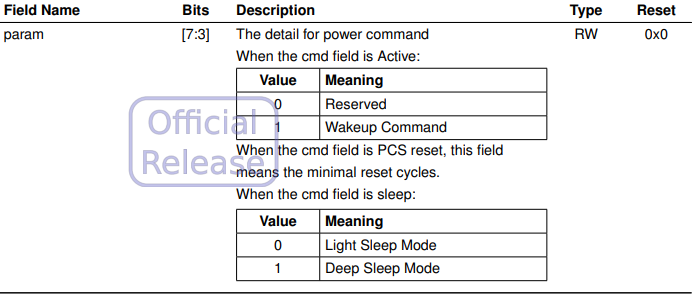 Field Name Bits Description Type Reset
param [7:3] The detail for power command RW 0x0
When the cmd field is Active:
Value Meaning
0 Reserved
1 Wakeup Command
When the cmd field is PCS reset, this field
means the minimal reset cycles.
When the cmd field is sleep:
Value Meaning
0 Light Sleep Mode
1 Deep Sleep Mode
Official
Release